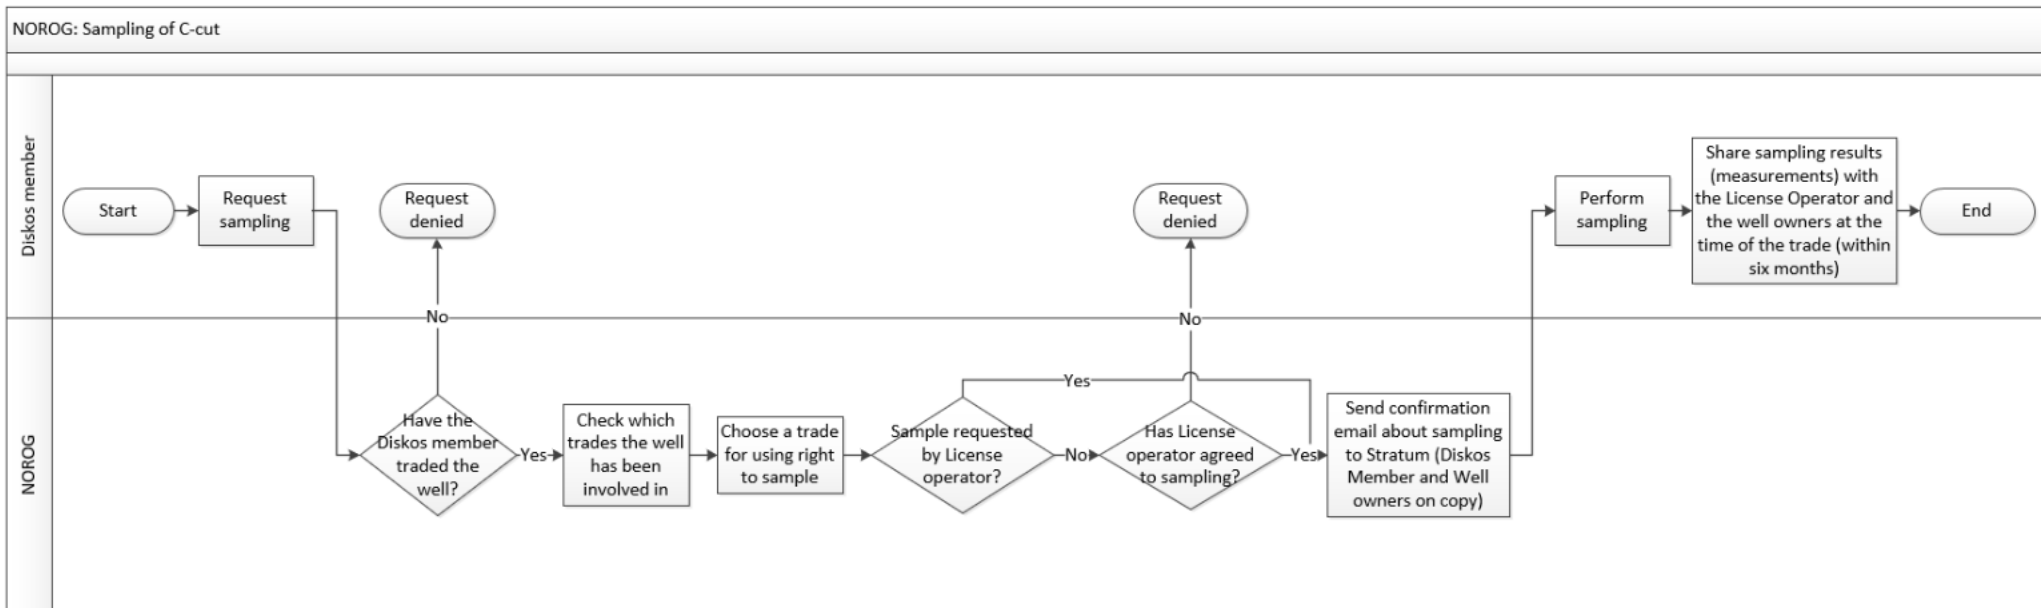 NOROG: Sampling of C-cut
Diskos member
Start
Request
sampling
Request
denied
Request
denied
Perform
sampling
Share sampling results
(measurements) with
the License Operator and
the well owners at the
time of the trade (within
six months)
End
No
No
NOROG
Have the
Diskos member
traded the
well?
Yes
Check which
trades the well
has been
involved in
Choose a trade
for using right
to sample
Sample requested
by License
operator?
Yes
No
Has License
operator agreed
to sampling?
Yes
Send confirmation
email about sampling
to Stratum (Diskos
Member and Well
owners on copy)